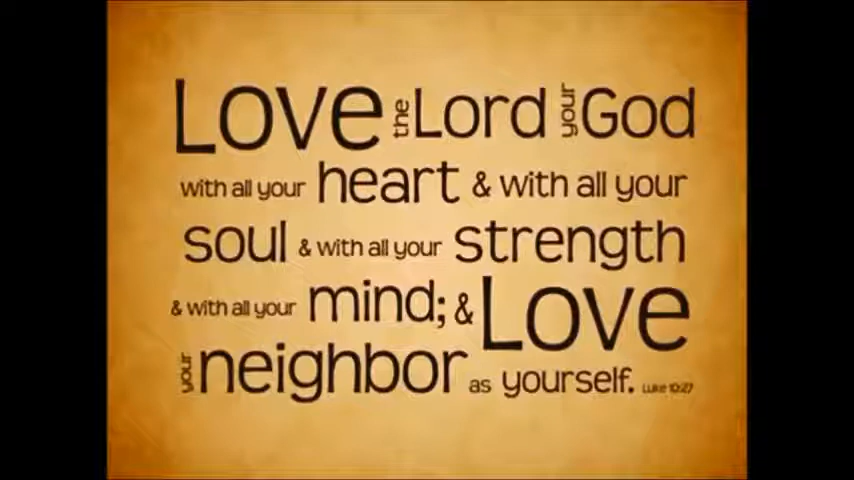 Love the Lord your God
with all your heart & with all your
soul & with all your strength
& with all your mind; & Love
your neighbor as yourself. Luke 10:27